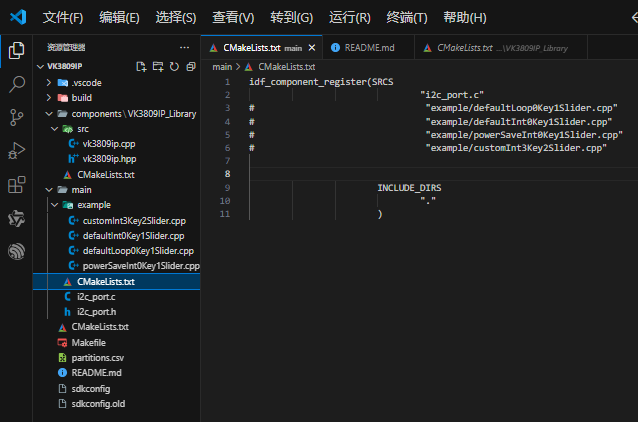 文件(F) 编辑(E) 选择(S) 查看(V) 转到(G) 运行(R) 终端(T) 帮助(H)
资源管理器 ···
CMakeLists.txt main
README.md
CMakeLists.txt ...\VK3809IP_Library
VK3809IP
.vscode
build
components \ VK3809IP_Library
src
vk3809ip.cpp
vk3809ip.hpp
CMakeLists.txt
main
example
customInt3Key2Slider.cpp
defaultInt0Key1Slider.cpp
defaultLoop0Key1Slider.cpp
powerSaveInt0Key1Slider.cpp
CMakeLists.txt
i2c_port.c
i2c_port.h
CMakeLists.txt
Makefile
partitions.csv
README.md
sdkconfig
sdkconfig.old
main > CMakeLists.txt
1 idf_component_register(SRCS
2 "i2c_port.c"
3 # "example/defaultLoop0Key1Slider.cpp"
4 # "example/defaultInt0Key1Slider.cpp"
5 # "example/powerSaveInt0Key1Slider.cpp"
6 # "example/customInt3Key2Slider.cpp"
7
8
9 INCLUDE_DIRS
10 "."
11 )